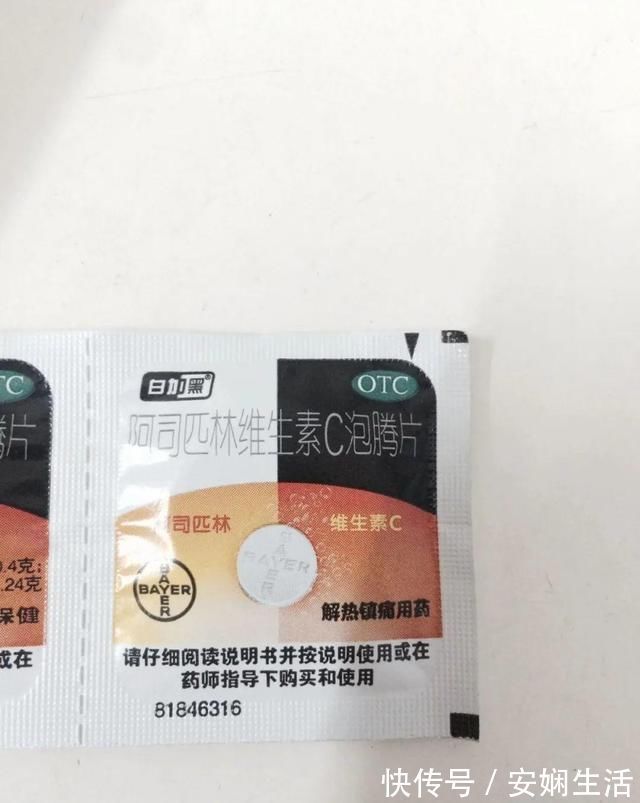 日加黑
OTC
TC
阿司匹林维生素C泡腾片
腾片
阿司匹林
维生素C
BAYER
BAYER
BAYER
BAYER
0.4克:
.24克
保健
解热镇痛用药
或在
请仔细阅读说明书并按说明使用或在
药师指导下购买和使用
81846316
快传号/安娴生活